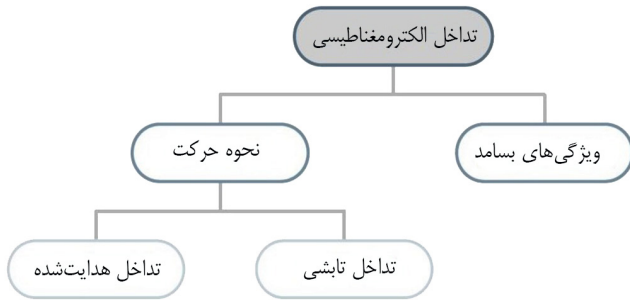 تداخل الکترومغناطیسی
ویژگی‌های بسامد
نحوه حرکت
تداخل تابشی
تداخل هدایت‌شده